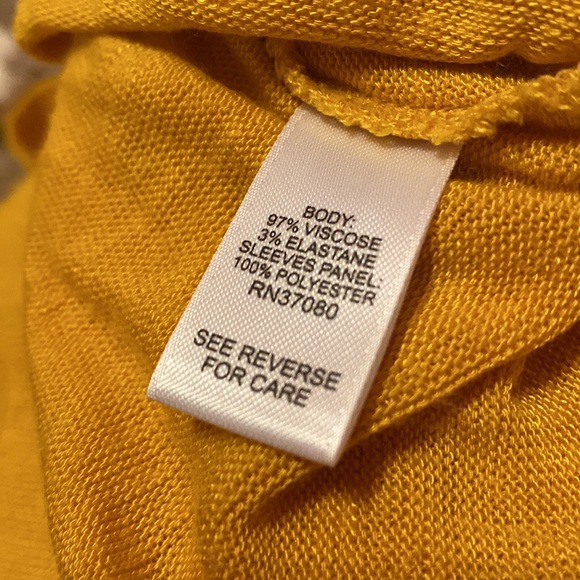 BODY:
97% VISCOSE
3% ELASTANE
SLEEVES PANEL:
100% POLYESTER
RN37080
SEE REVERSE
FOR CARE